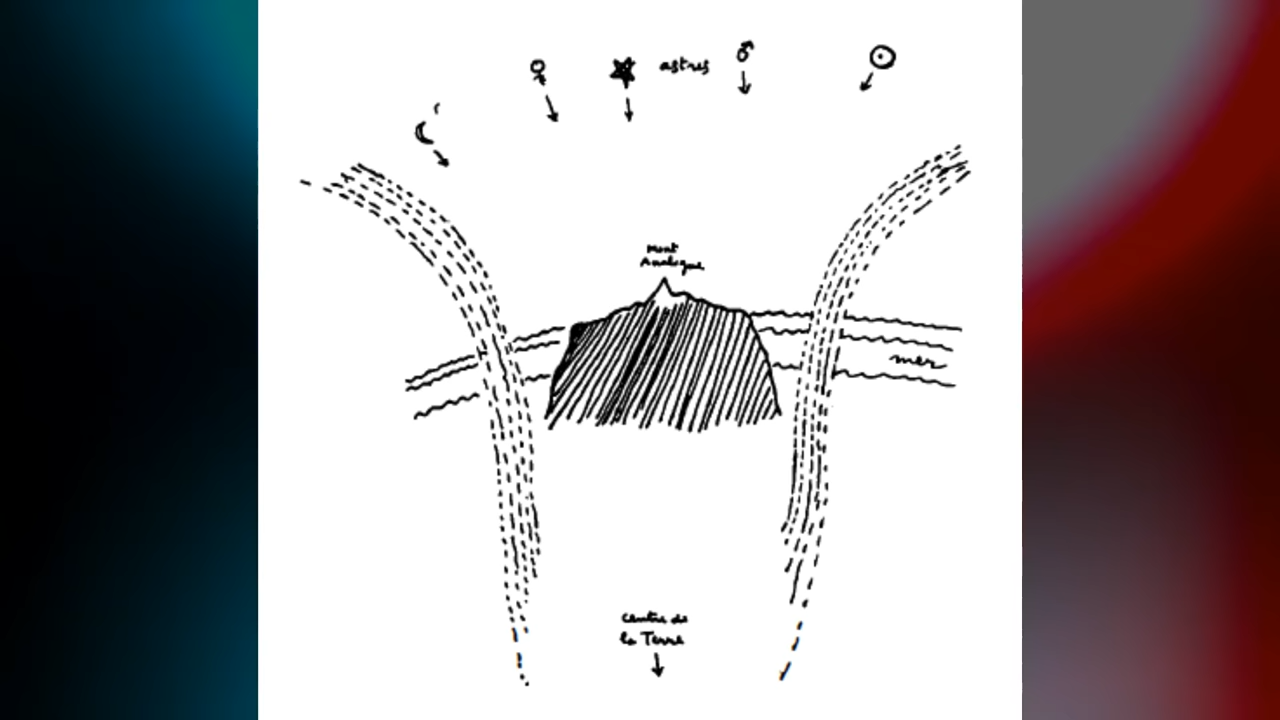 astres
Mont
Analogue
mer
centre de
la Terre